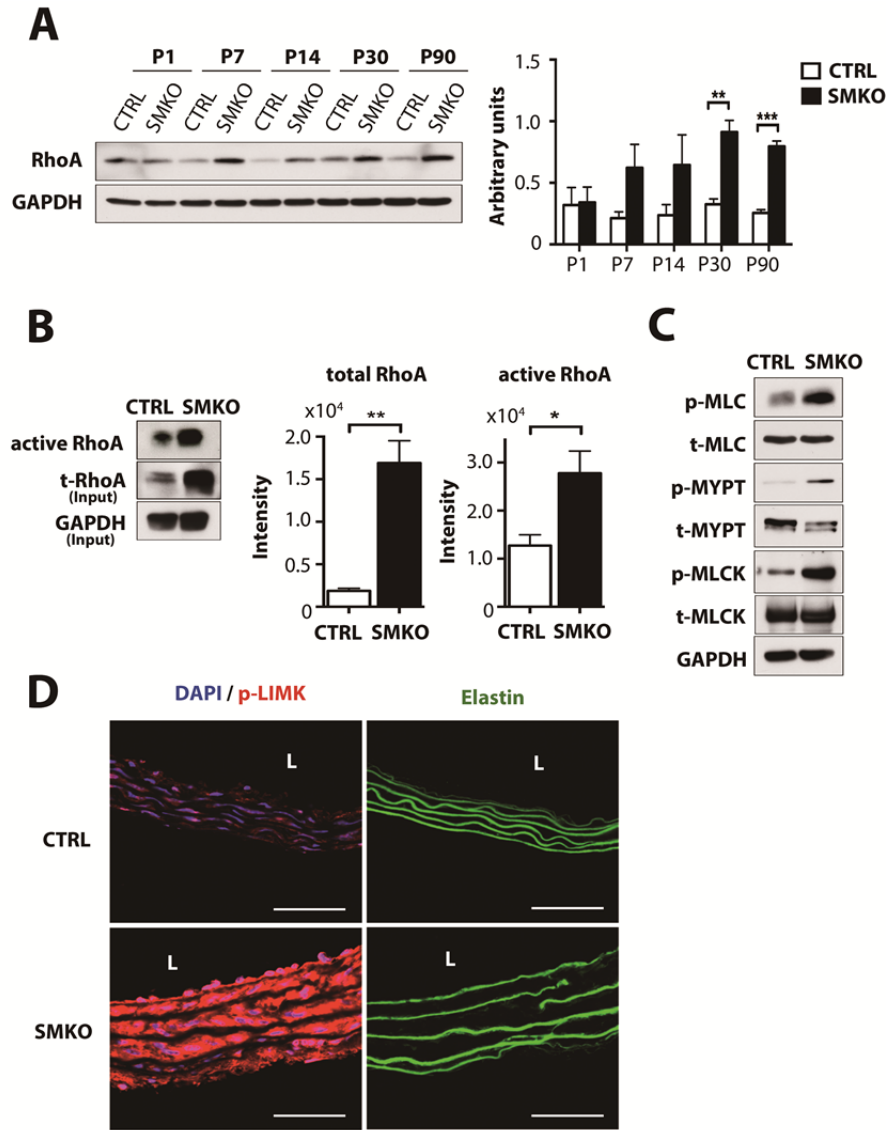 A
P1 P7 P14 P30 P90
CTRL SMKO CTRL SMKO CTRL SMKO CTRL SMKO CTRL SMKO
RhoA
GAPDH
Arbitrary units
1.5
1.0
0.5
0
** ***
P1 P7 P14 P30 P90
CTRL
SMKO
B
CTRL SMKO
active RhoA
t-RhoA
(Input)
GAPDH
(Input)
total RhoA
x10⁴
**
2.0
1.5
1.0
0.5
0
Intensity
CTRL SMKO
active RhoA
x10⁴
*
3.0
2.0
1.0
0
Intensity
CTRL SMKO
C
CTRL SMKO
p-MLC
t-MLC
p-MYPT
t-MYPT
p-MLCK
t-MLCK
GAPDH
D
DAPI / p-LIMK Elastin
CTRL
L L
SMKO
L L